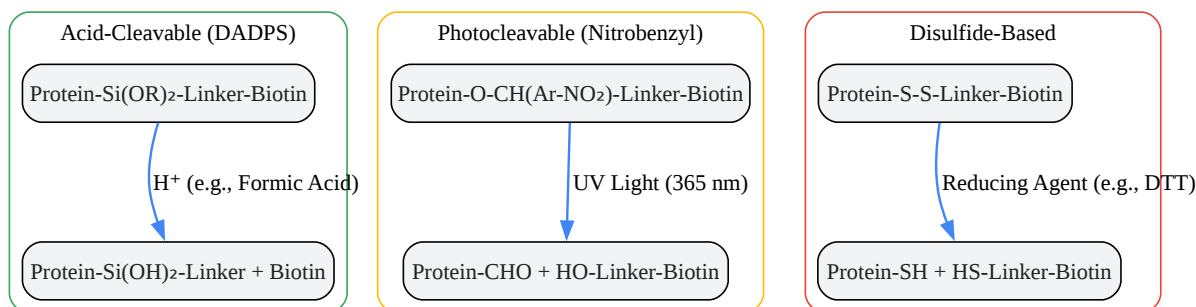 Acid-Cleavable (DADPS)
Protein-Si(OR)₂-Linker-Biotin
H⁺ (e.g., Formic Acid)
Protein-Si(OH)₂-Linker + Biotin
Photocleavable (Nitrobenzyl)
Protein-O-CH(Ar-NO₂)-Linker-Biotin
UV Light (365 nm)
Protein-CHO + HO-Linker-Biotin
Disulfide-Based
Protein-S-S-Linker-Biotin
Reducing Agent (e.g., DTT)
Protein-SH + HS-Linker-Biotin